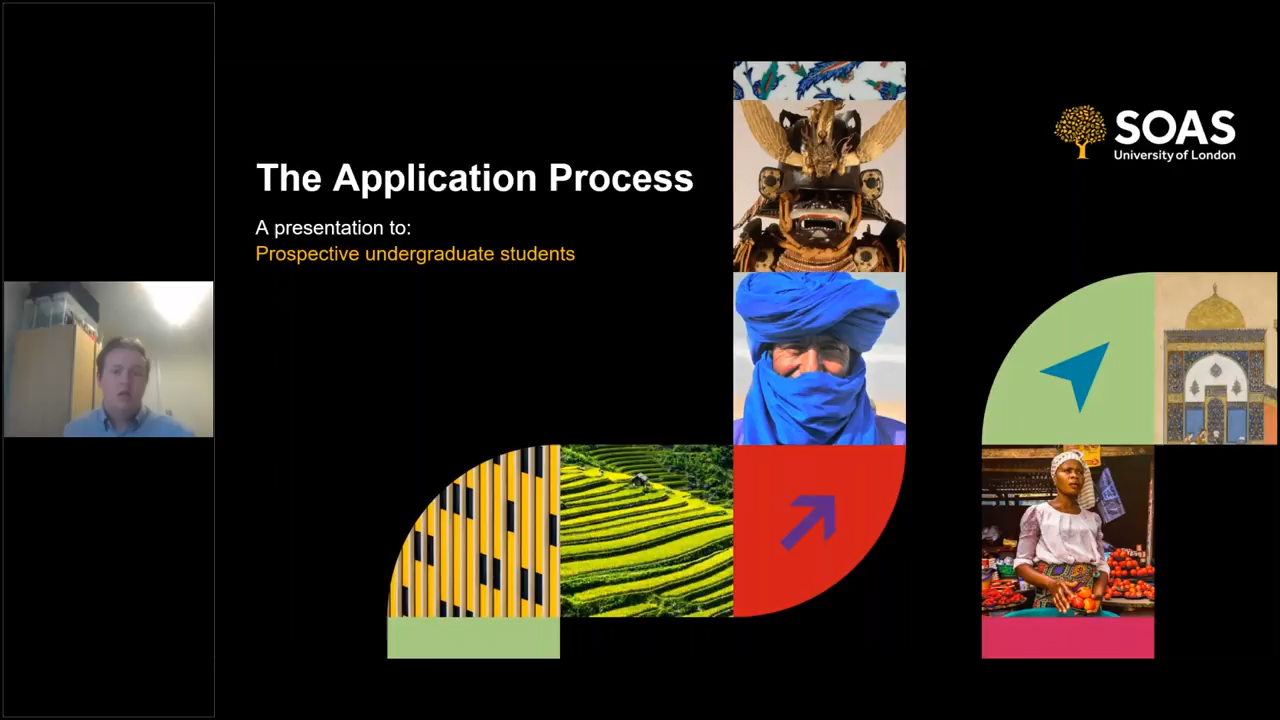 The Application Process
A presentation to:
Prospective undergraduate students
SOAS
University of London